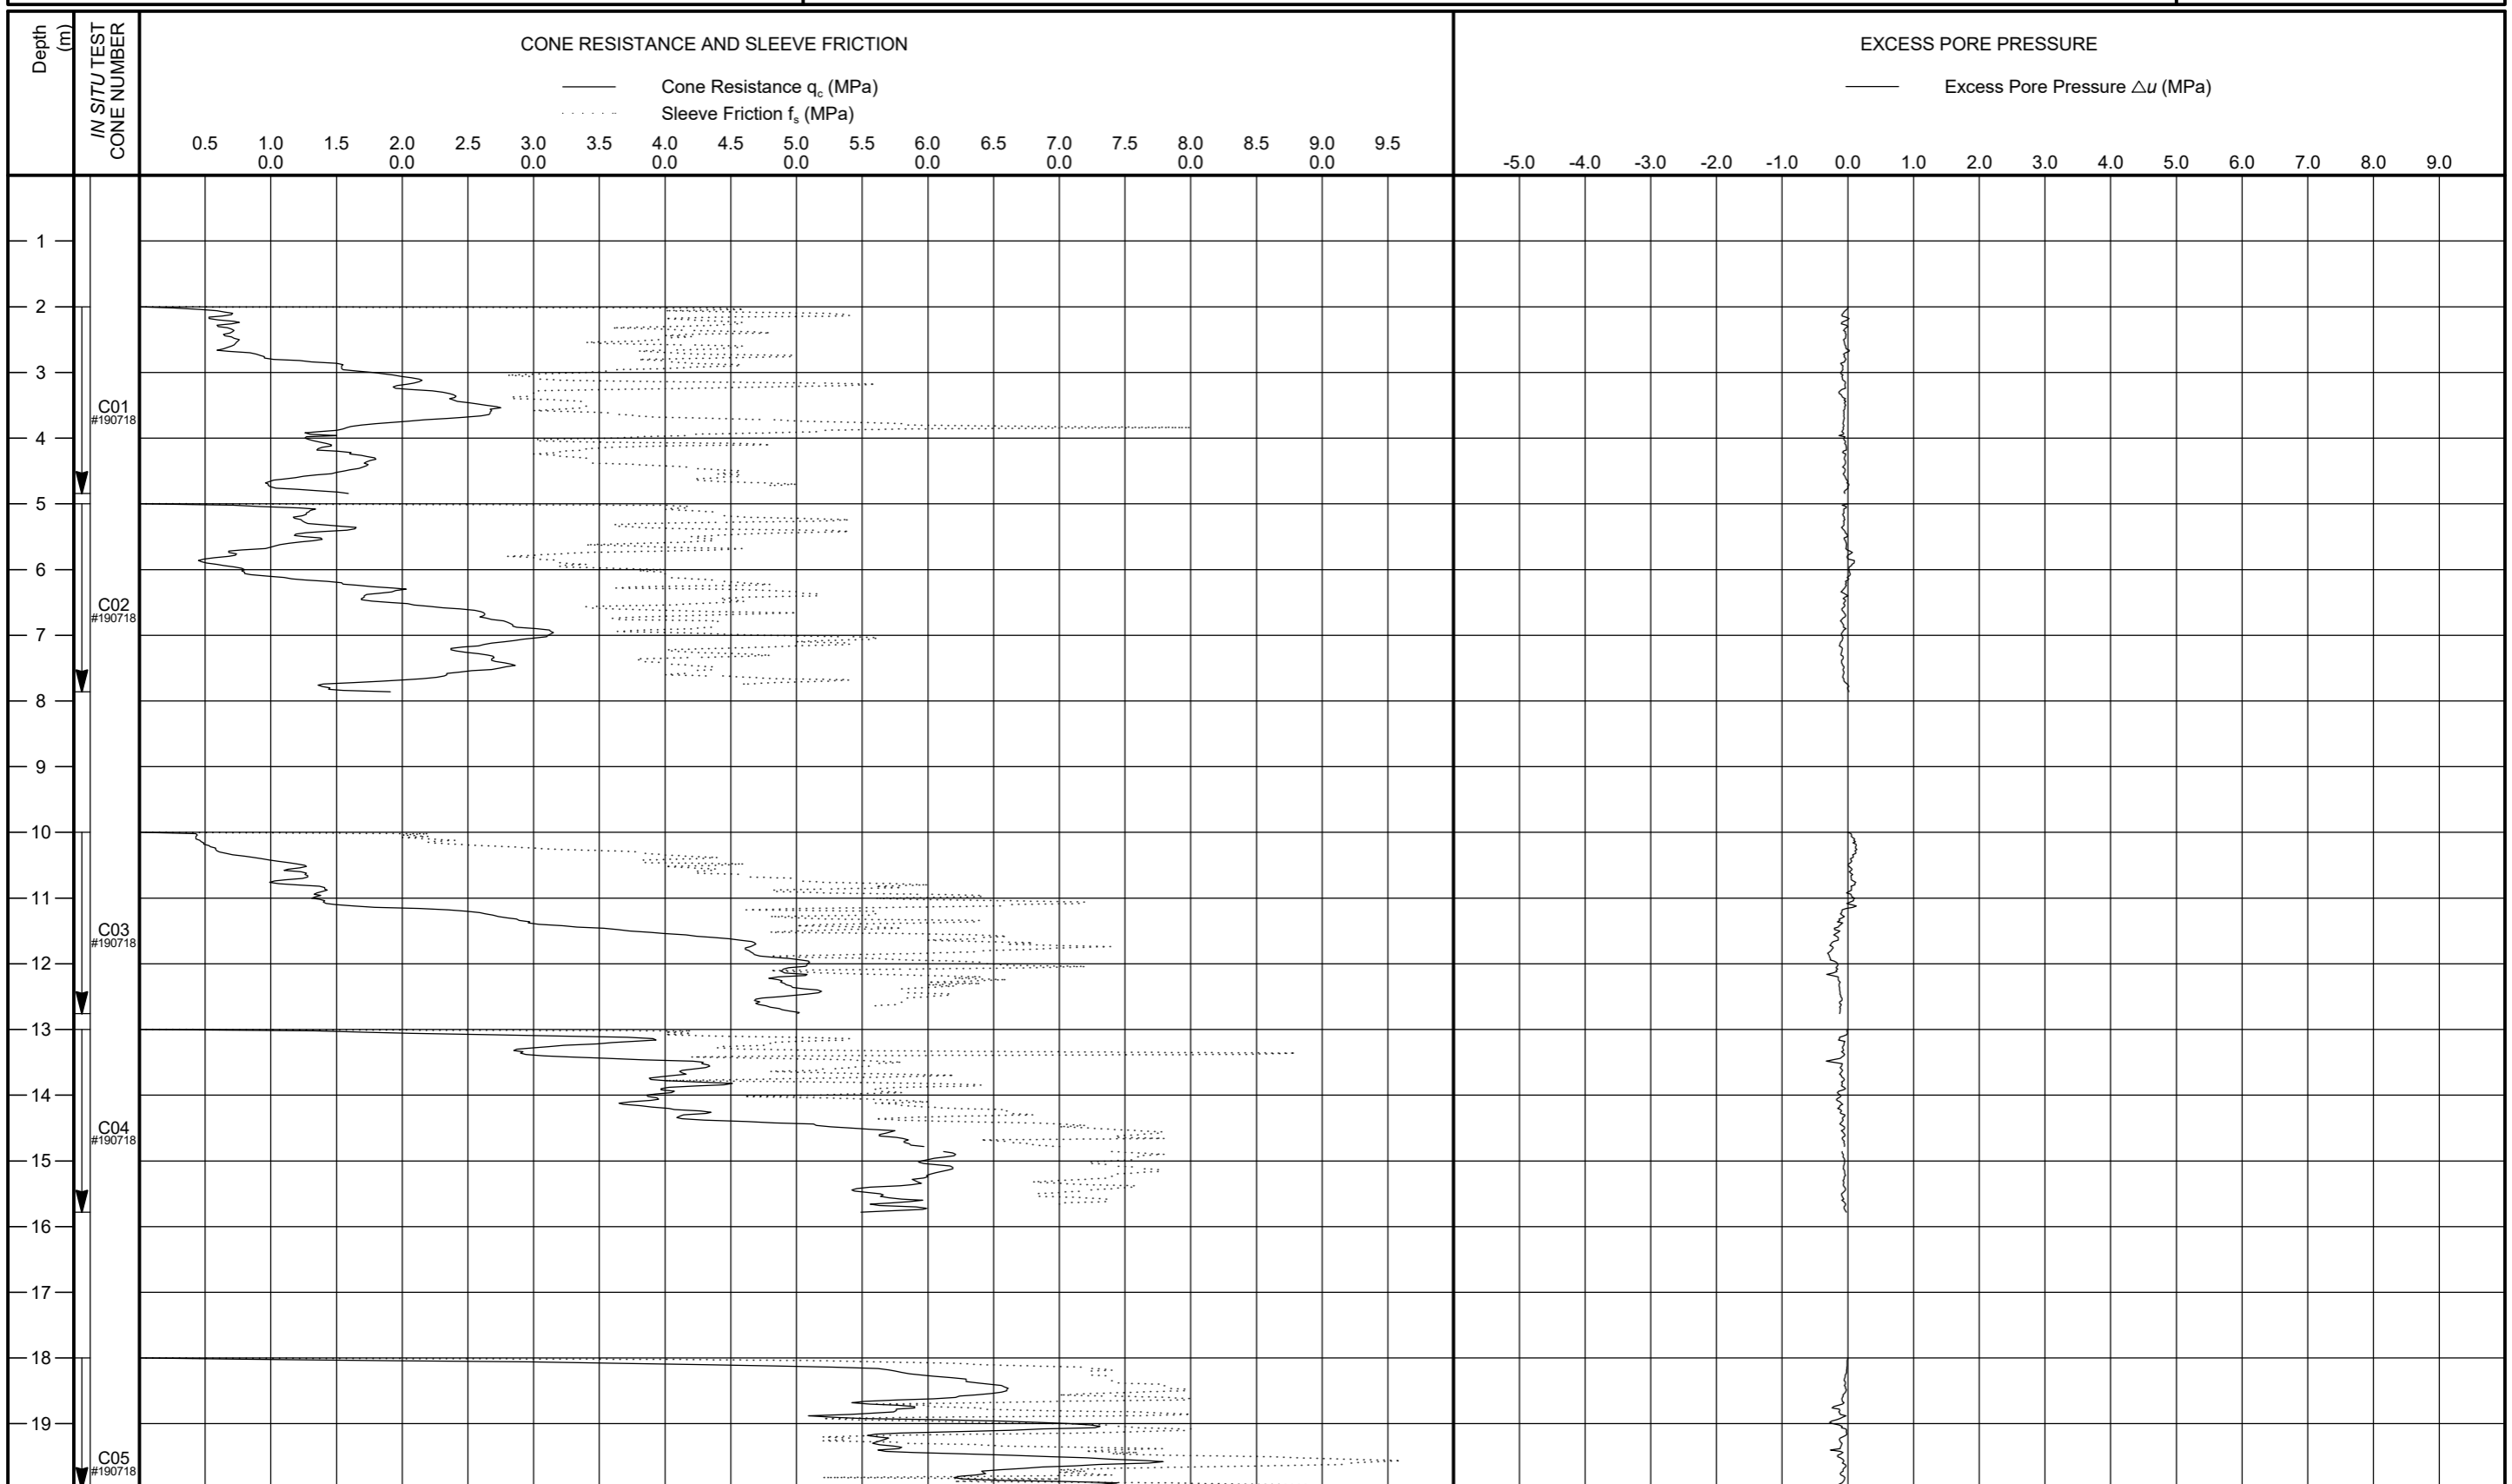 Depth
(m)
IN SITU TEST
CONE NUMBER
CONE RESISTANCE AND SLEEVE FRICTION
Cone Resistance qc (MPa)
Sleeve Friction fs (MPa)
0.5 1.0 1.5 2.0 2.5 3.0 3.5 4.0 4.5 5.0 5.5 6.0 6.5 7.0 7.5 8.0 8.5 9.0 9.5
0.0 0.0 0.0 0.0 0.0 0.0 0.0 0.0 0.0
EXCESS PORE PRESSURE
Excess Pore Pressure △u (MPa)
-5.0 -4.0 -3.0 -2.0 -1.0 0.0 1.0 2.0 3.0 4.0 5.0 6.0 7.0 8.0 9.0
1
2
3
C01
#190718
4
5
6
C02
#190718
7
8
9
10
11
C03
#190718
12
13
14
C04
#190718
15
16
17
18
19
C05
#190718